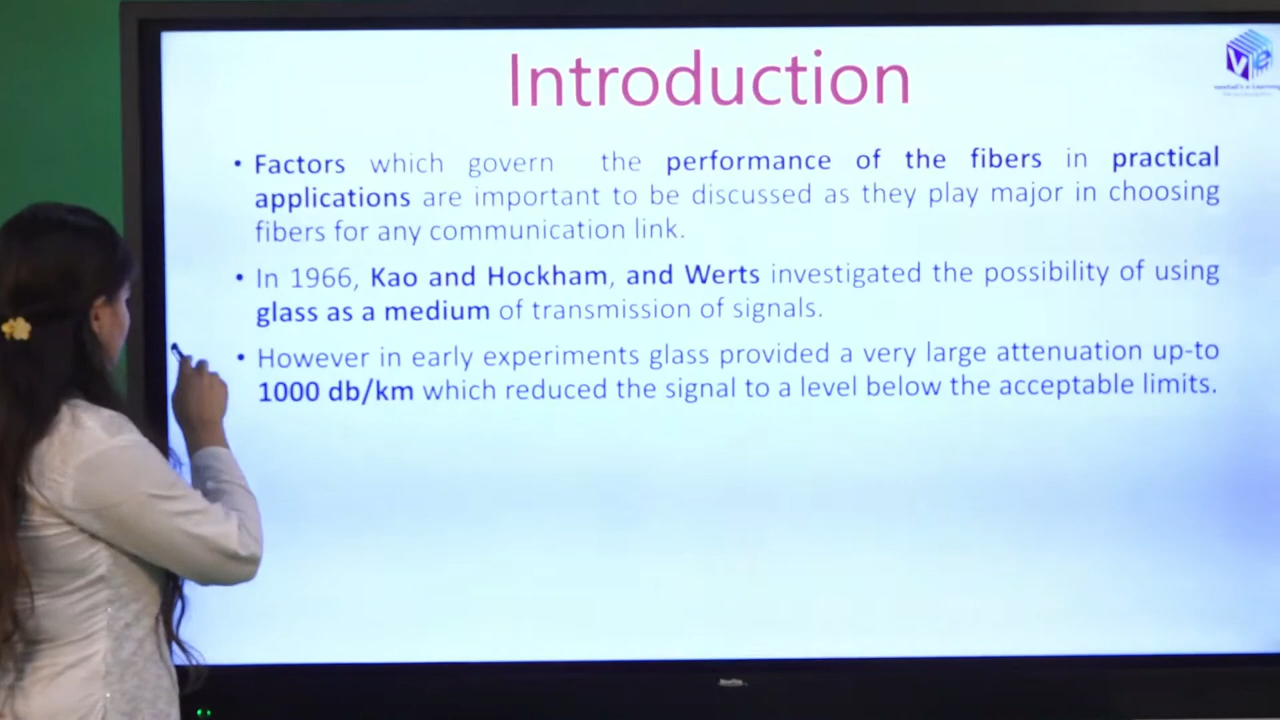 Introduction
• Factors which govern the performance of the fibers in practical
applications are important to be discussed as they play major in choosing
fibers for any communication link.
• In 1966, Kao and Hockham, and Werts investigated the possibility of using
glass as a medium of transmission of signals.
• However in early experiments glass provided a very large attenuation up-to
1000 db/km which reduced the signal to a level below the acceptable limits.
Ve